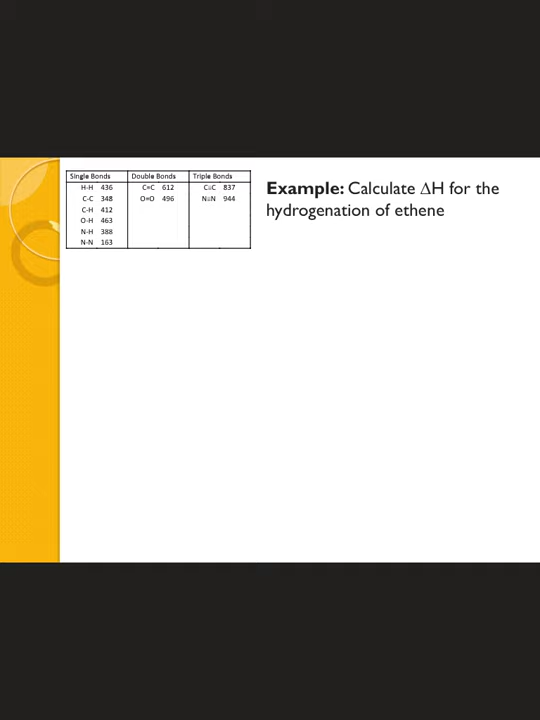 Single Bonds Double Bonds Triple Bonds
H-H 436 C=C 612 C≡C 837
C-C 348 O=O 496 N≡N 944
C-H 412
O-H 463
N-H 388
N-N 163
Example: Calculate ΔH for the
hydrogenation of ethene